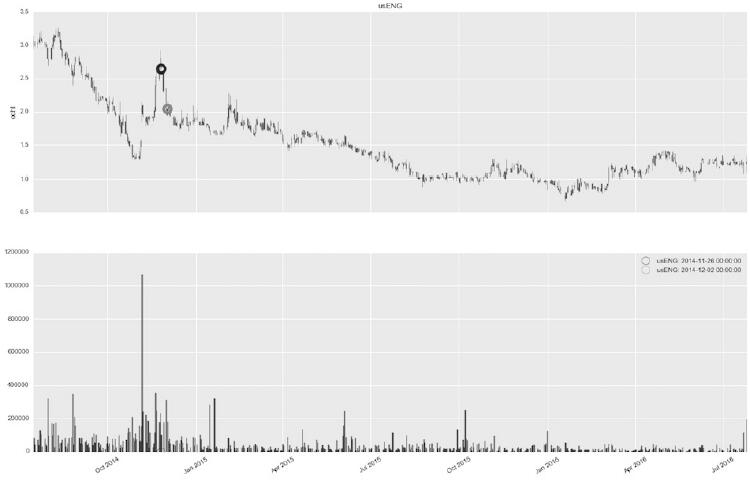 usENG
3.5
3.0
2.5
2.0
1.5
1.0
0.5
ochl
1200000
1000000
800000
600000
400000
200000
0
usENG: 2014-11-26 00:00:00
usENG: 2014-12-02 00:00:00
Oct 2014
Jan 2015
Apr 2015
Jul 2015
Oct 2015
Jan 2016
Apr 2016
Jul 2016